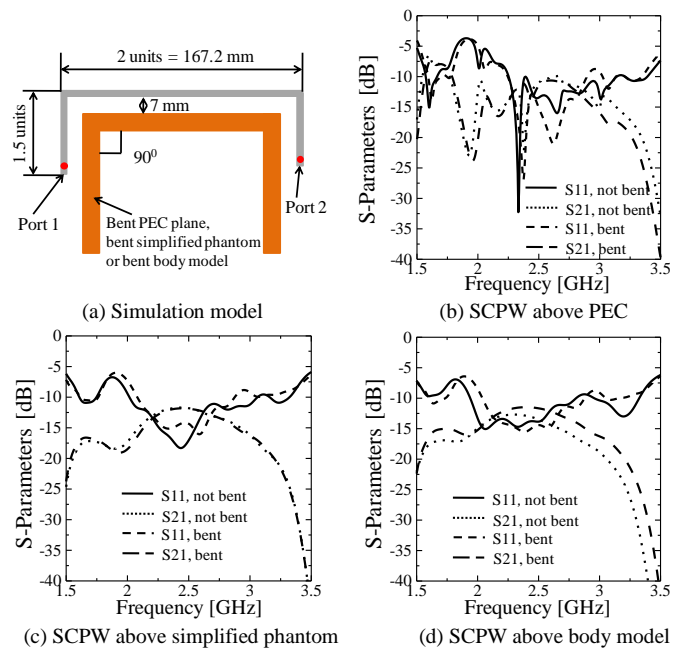 2 units = 167.2 mm
7 mm
1.5 units
90⁰
Port 1
Port 2
Bent PEC plane,
bent simplified phantom
or bent body model
(a) Simulation model
S-Parameters [dB]
0
-5
-10
-15
-20
-25
-30
-35
-40
S11, not bent
S21, not bent
S11, bent
S21, bent
1.5
2
2.5
3
3.5
Frequency [GHz]
(b) SCPW above PEC
S-Parameters [dB]
0
-5
-10
-15
-20
-25
-30
-35
-40
S11, not bent
S21, not bent
S11, bent
S21, bent
1.5
2
2.5
3
3.5
Frequency [GHz]
(c) SCPW above simplified phantom
S-Parameters [dB]
0
-5
-10
-15
-20
-25
-30
-35
-40
S11, not bent
S21, not bent
S11, bent
S21, bent
1.5
2
2.5
3
3.5
Frequency [GHz]
(d) SCPW above body model